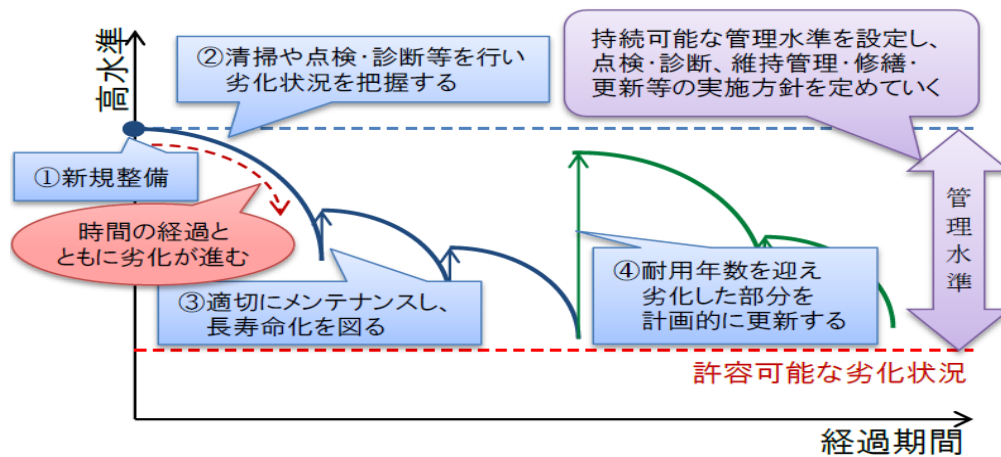 高水準
②清掃や点検・診断等を行い
劣化状況を把握する
持続可能な管理水準を設定し、
点検・診断、維持管理・修繕・
更新等の実施方針を定めていく
①新規整備
時間の経過と
ともに劣化が進む
③適切にメンテナンスし、
長寿命化を図る
④耐用年数を迎え
劣化した部分を
計画的に更新する
管理水準
許容可能な劣化状況
経過期間